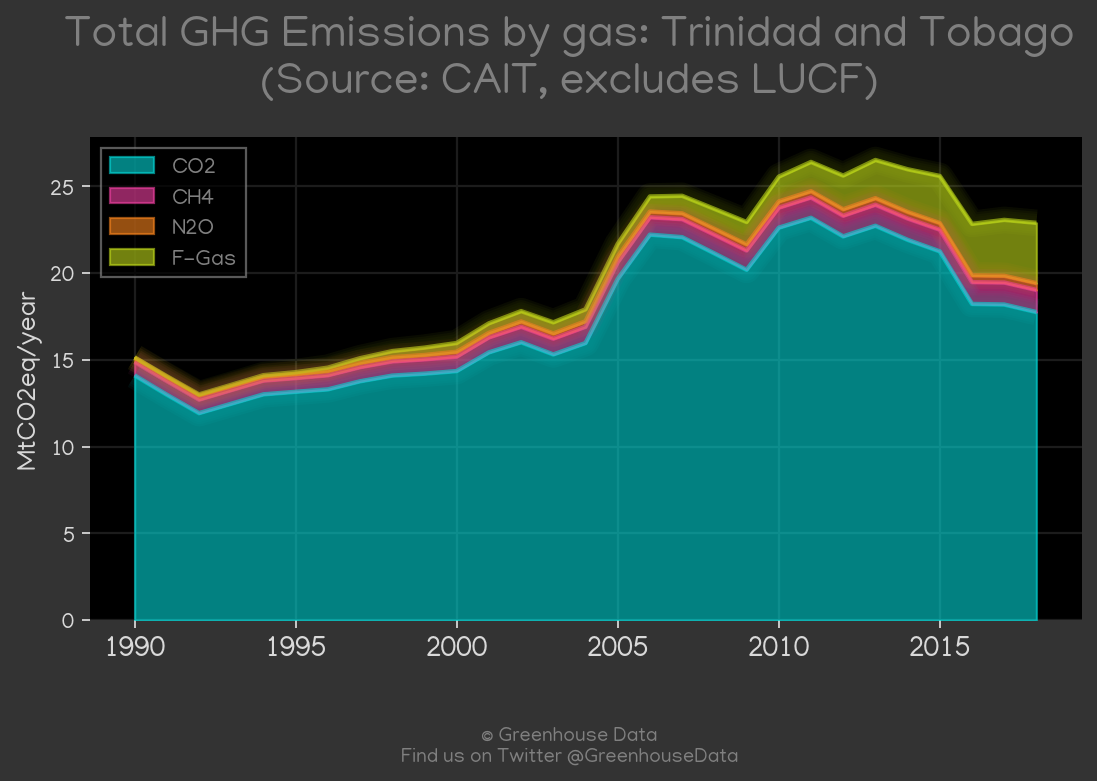 Total GHG Emissions by gas: Trinidad and Tobago
(Source: CAIT, excludes LUCF)
CO2
CH4
N2O
F-Gas
MtCO2eq/year
25
20
15
10
5
0
1990 1995 2000 2005 2010 2015
© Greenhouse Data
Find us on Twitter @GreenhouseData